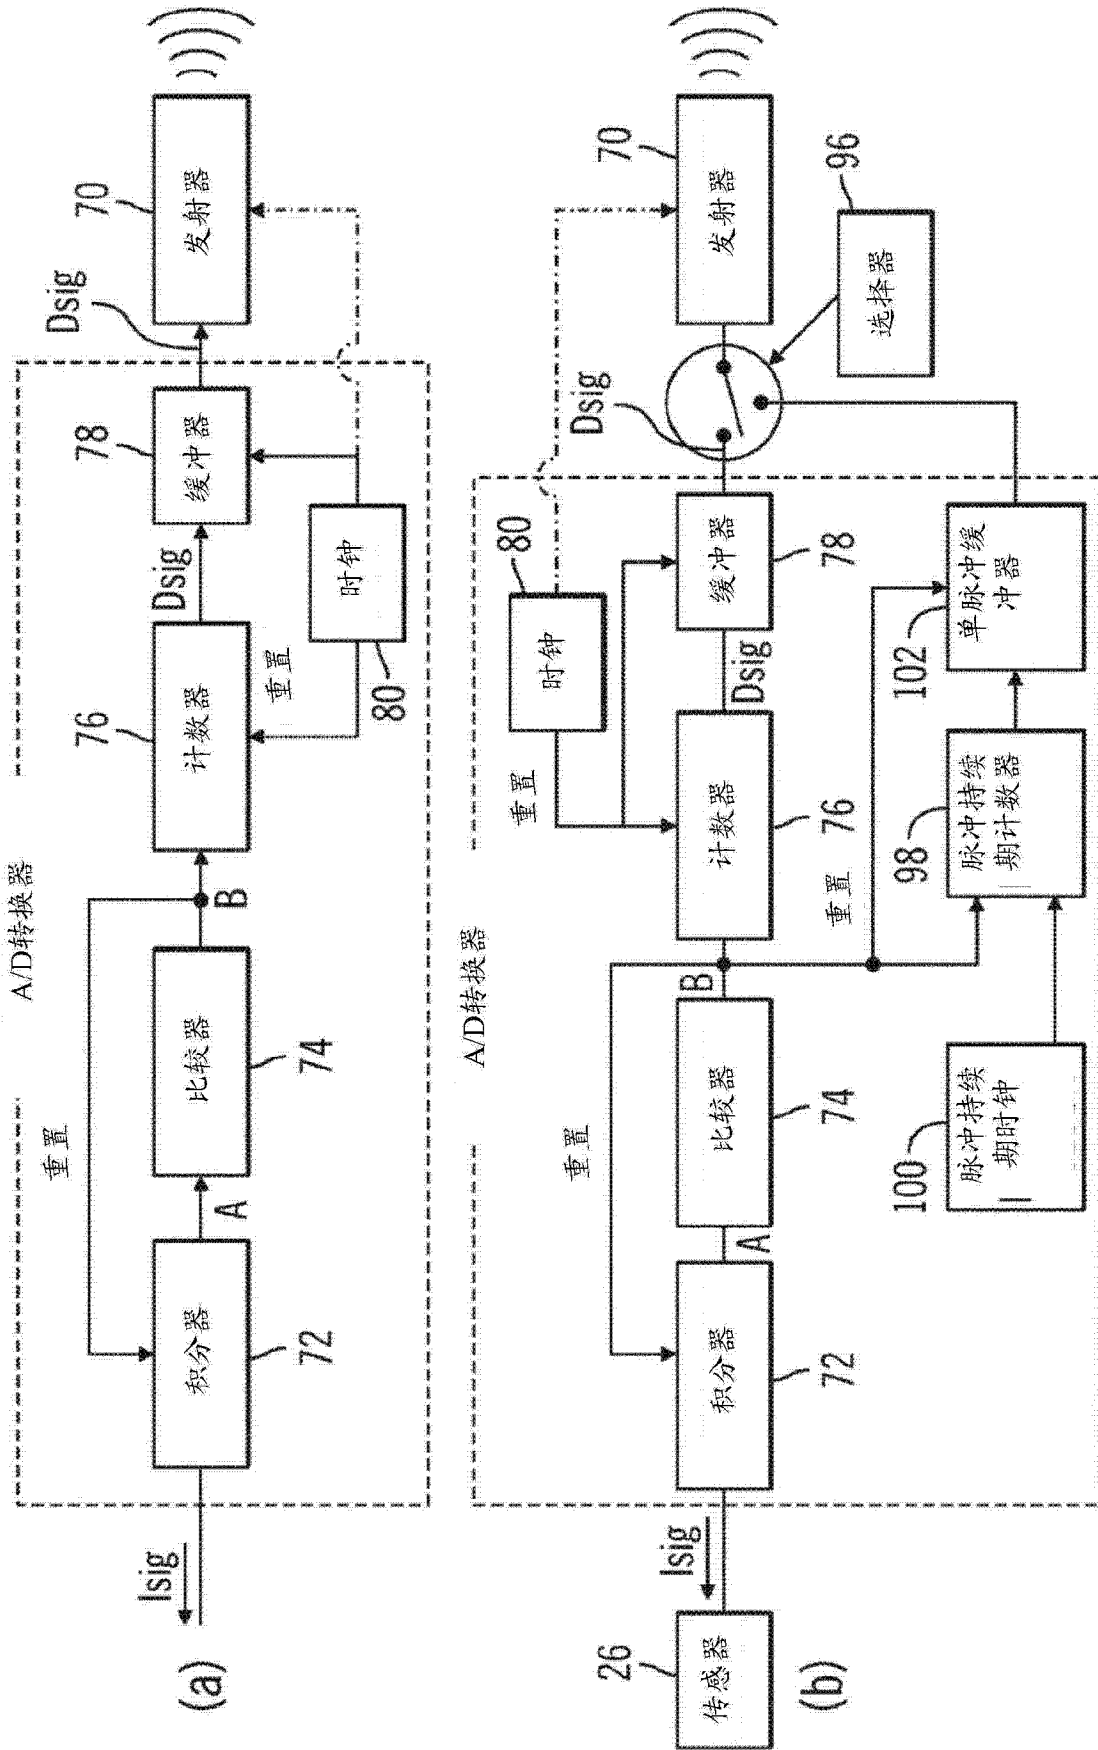 A/D转换器
Isig
积分器
72
重置
A
比较器
74
B
计数器
76
重置
Dsig
缓冲器
78
时钟
80
Dsig
发射器
70
(a)
A/D转换器
传感器
26
Isig
积分器
72
重置
A
比较器
74
B
重置
计数器
76
重置
时钟
80
Dsig
缓冲器
78
Dsig
发射器
70
选择器
96
脉冲持续
期时钟
100
脉冲持续
期计数器
98
单脉冲缓
冲器
102
(b)